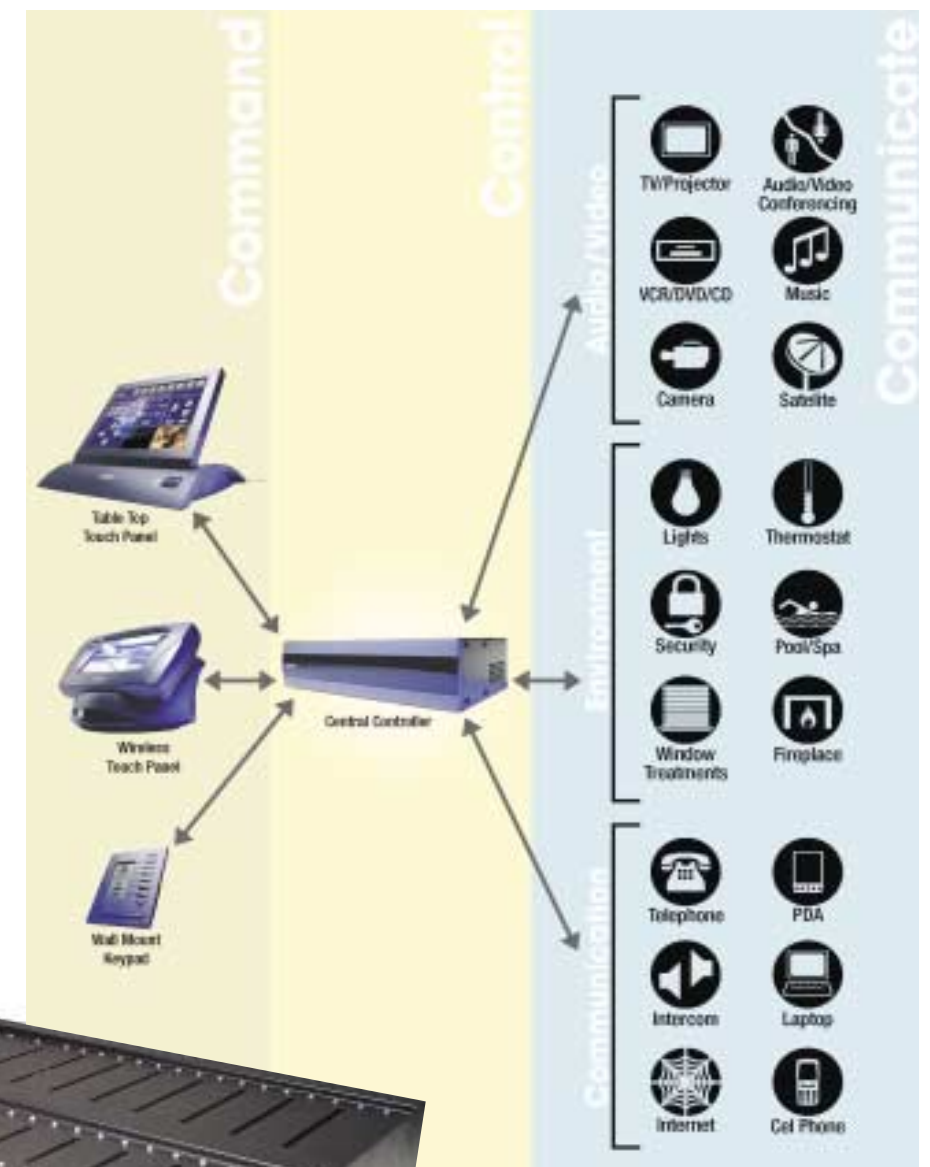 Command
Control
Communicate
Table Top
Touch Panel
Wireless
Touch Panel
Wall Mount
Keypad
Central Controller
Audio/Video
TV/Projector
Audio/Video
Conferencing
VCR/DVD/CD
Music
Camera
Satelite
Environment
Lights
Thermostat
Security
Pool/Spa
Window
Treatments
Fireplace
Communication
Telephone
PDA
Intercom
Laptop
Internet
Cel Phone